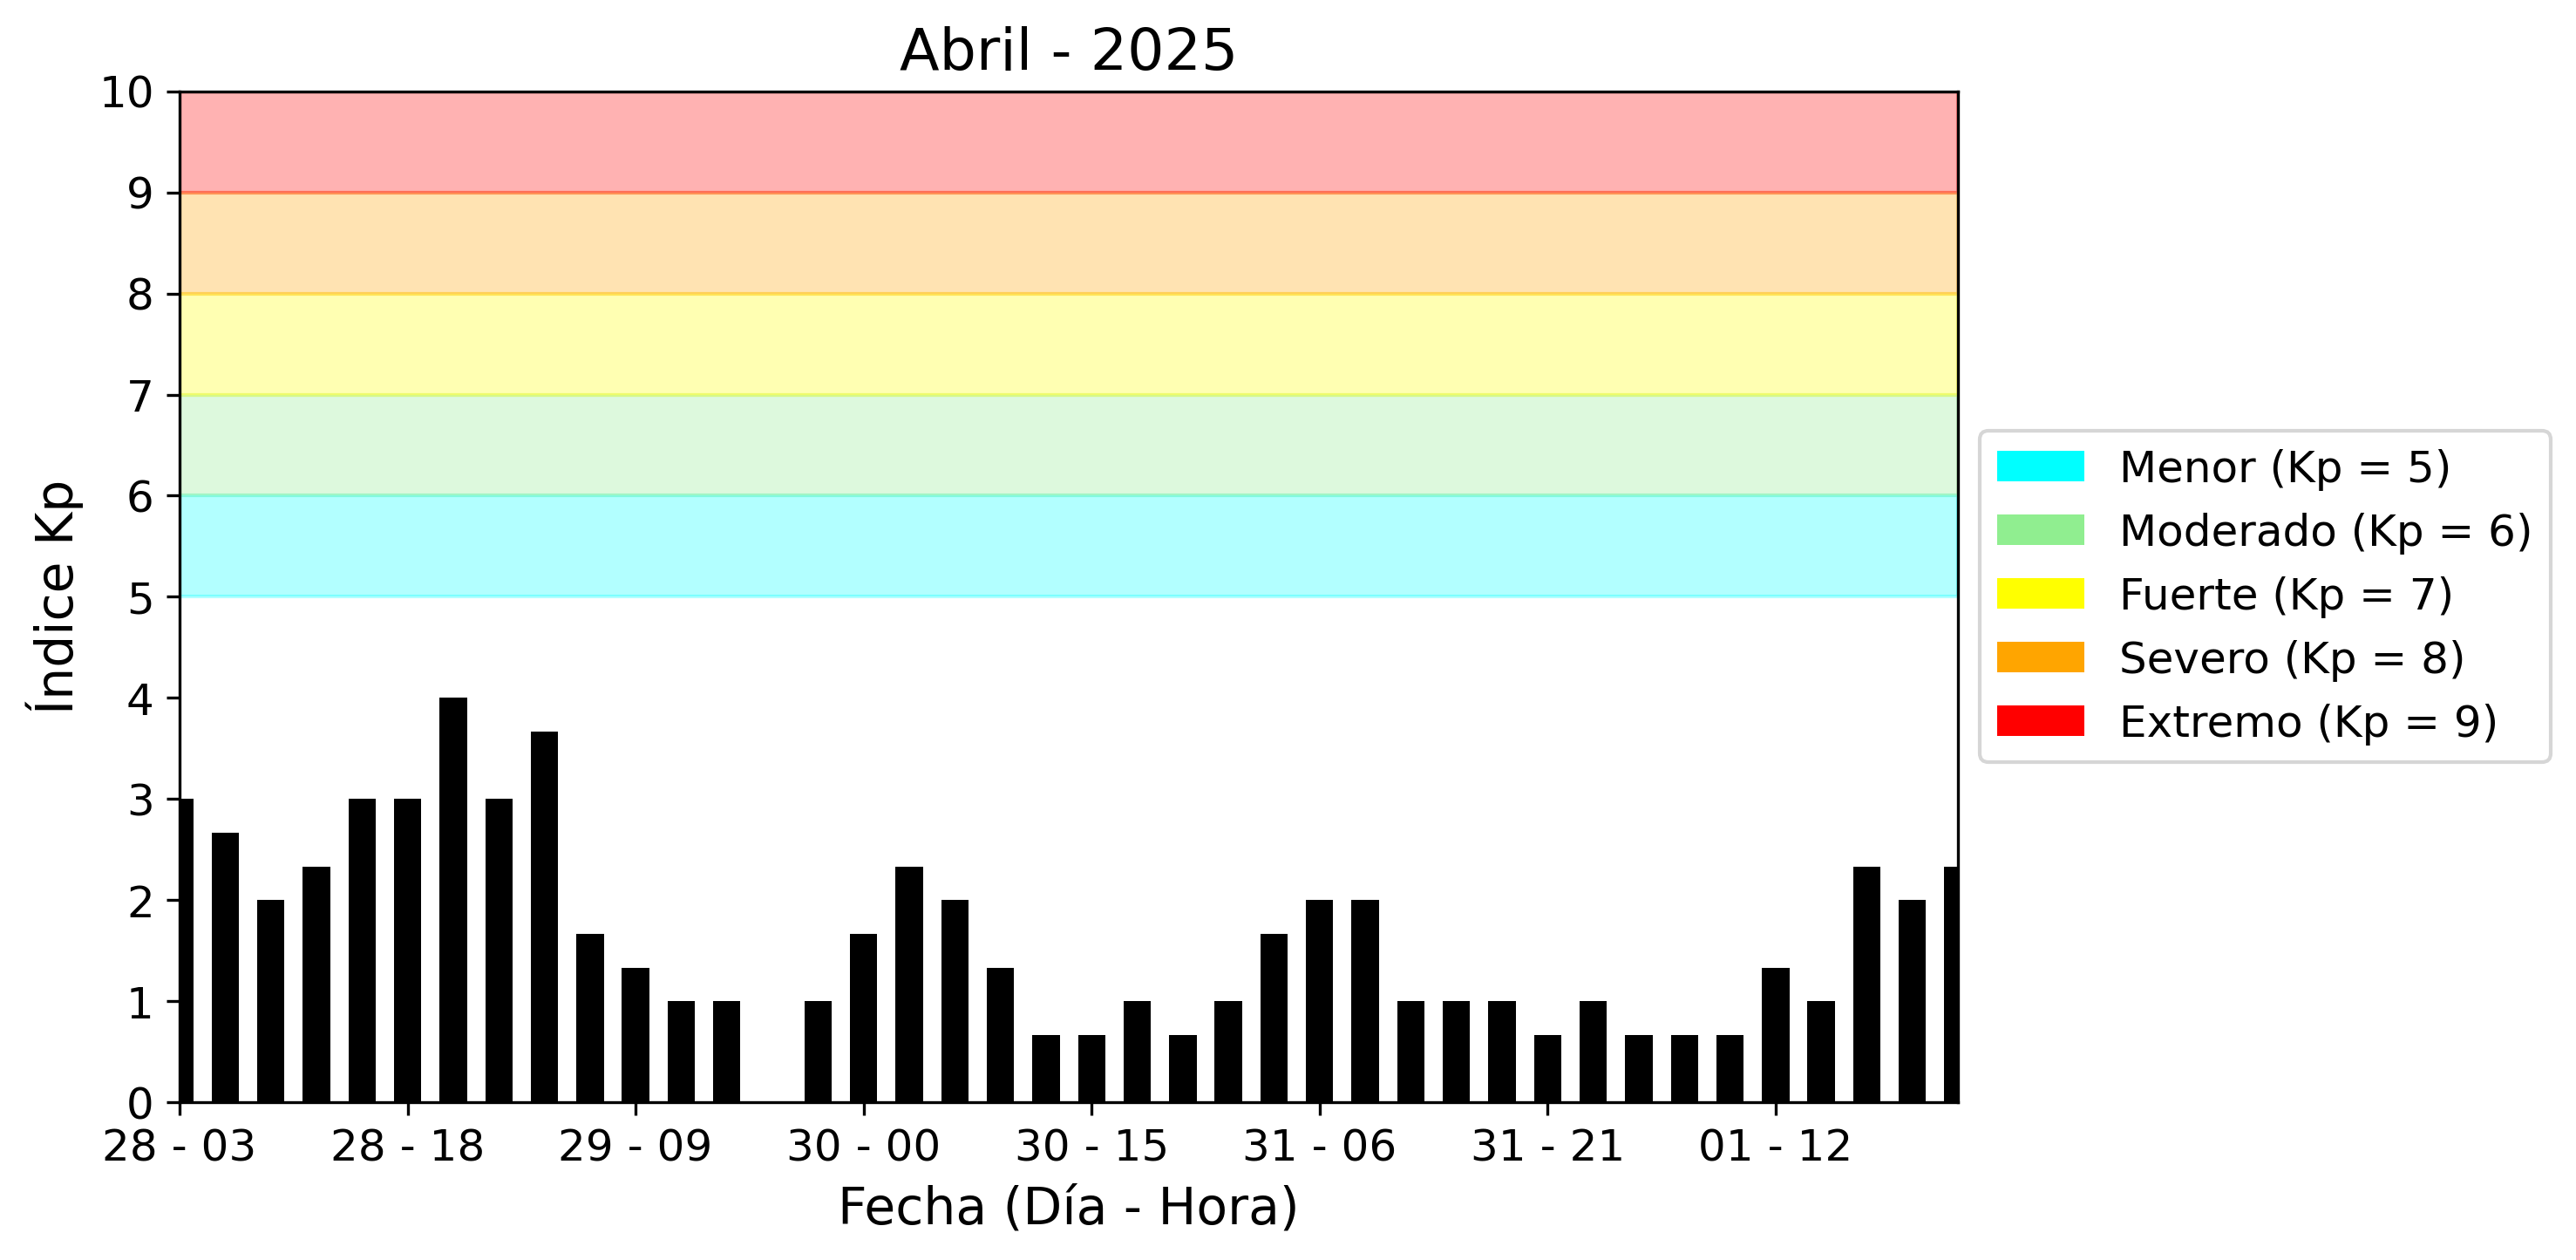 Abril - 2025
10
9
8
7
6
5
4
3
2
1
0
Índice Kp
28 - 03
28 - 18
29 - 09
30 - 00
30 - 15
31 - 06
31 - 21
01 - 12
Fecha (Día - Hora)
Menor (Kp = 5)
Moderado (Kp = 6)
Fuerte (Kp = 7)
Severo (Kp = 8)
Extremo (Kp = 9)